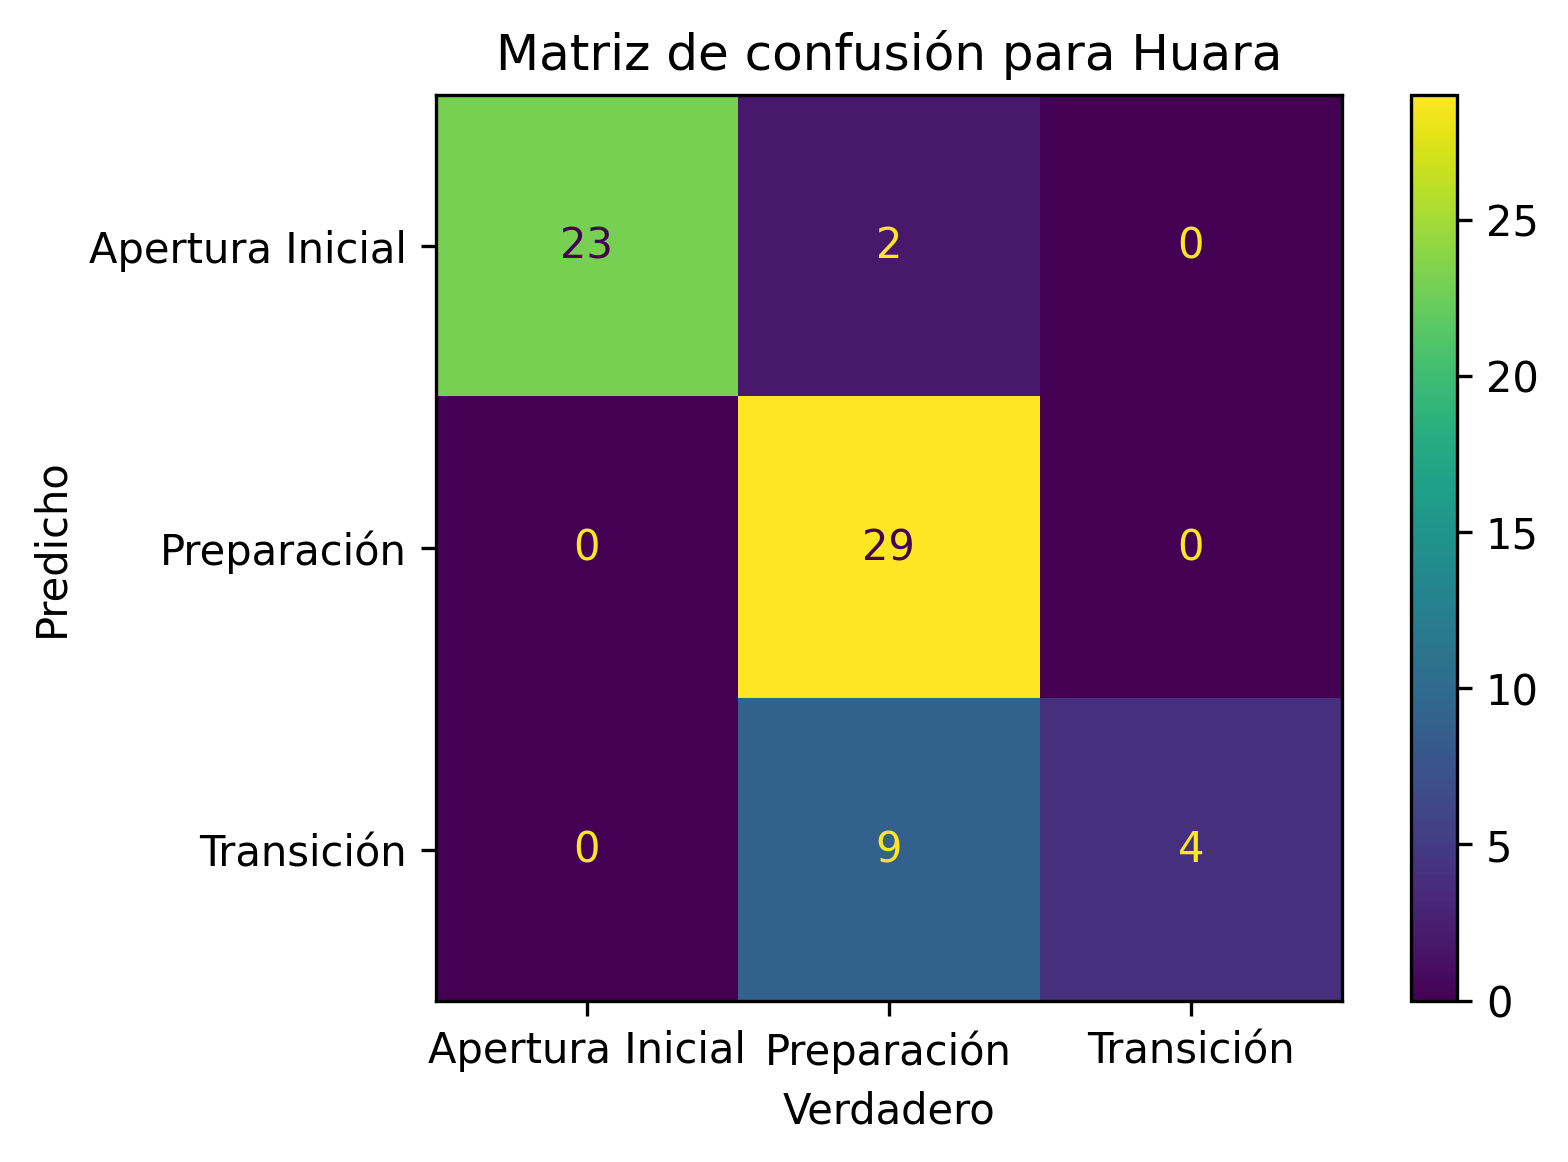 Matriz de confusión para Huara
Apertura Inicial
23
2
0
Preparación
0
29
0
Transición
0
9
4
Predicho
Apertura Inicial
Preparación
Transición
Verdadero
25
20
15
10
5
0